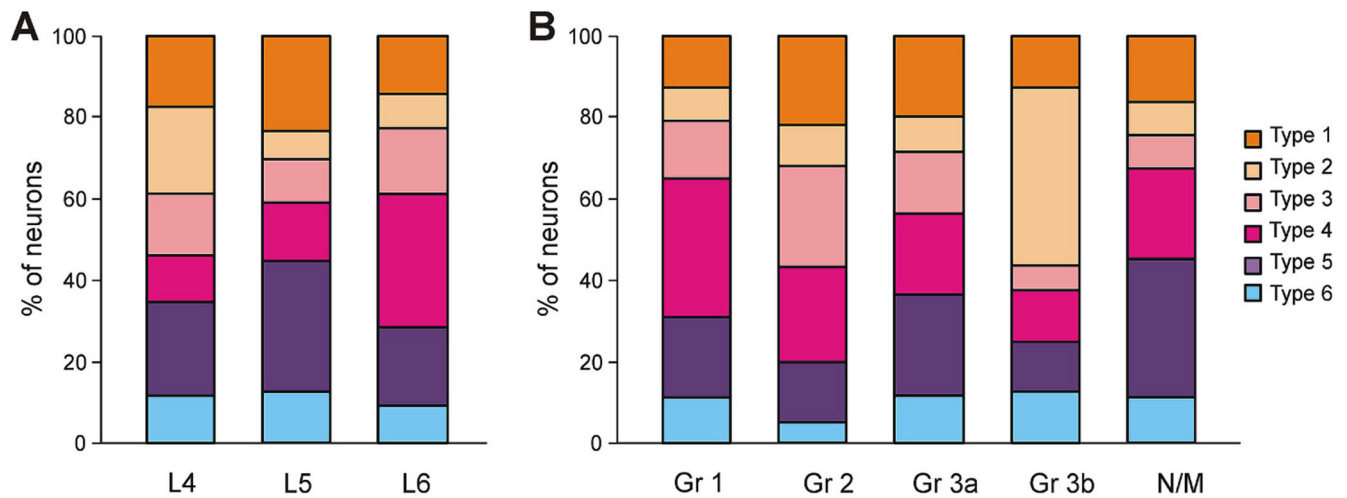 A
% of neurons
100
80
60
40
20
0
L4 L5 L6
B
% of neurons
100
80
60
40
20
0
Gr 1 Gr 2 Gr 3a Gr 3b N/M
Type 1
Type 2
Type 3
Type 4
Type 5
Type 6